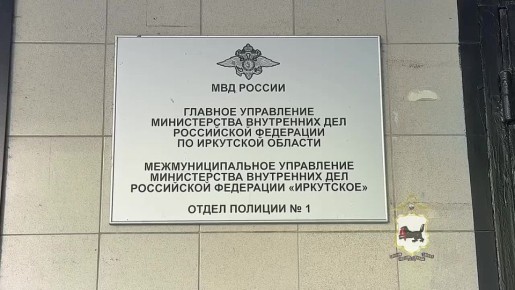 МВД РОССИИ
ГЛАВНОЕ УПРАВЛЕНИЕ
МИНИСТЕРСТВА ВНУТРЕННИХ ДЕЛ
РОССИЙСКОЙ ФЕДЕРАЦИИ
ПО ИРКУТСКОЙ ОБЛАСТИ
МЕЖМУНИЦИПАЛЬНОЕ УПРАВЛЕНИЕ
МИНИСТЕРСТВА ВНУТРЕННИХ ДЕЛ
РОССИЙСКОЙ ФЕДЕРАЦИИ «ИРКУТСКОЕ»
ОТДЕЛ ПОЛИЦИИ № 1